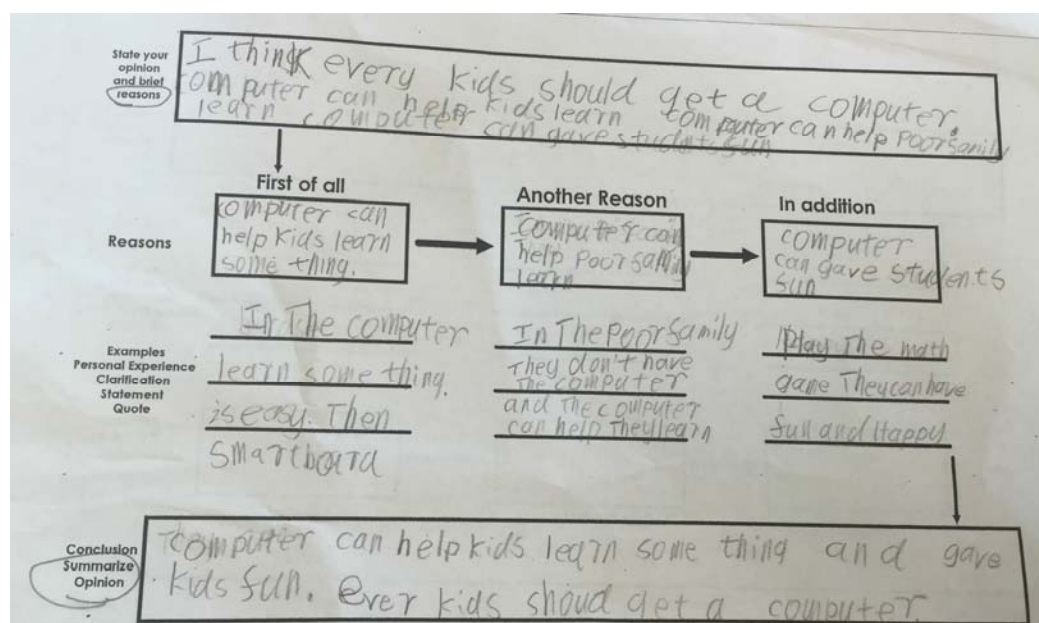 State your
opinion
and brief
reasons
I think every kids should get a computer.
computer can help kids learn computer can help poor family
learn computer can gave students sun
First of all
Another Reason
In addition
Reasons
computer can
help kids learn
some thing.
computer can
help poor family
learn
computer
can gave students
sun
Examples
Personal Experience
Clarification
Statement
Quote
In The computer
learn some thing.
is easy. Then
Smartboard
In The Poor family
They don't have
The computer
and The computer
can help They learn
Play The math
game They can have
fun and Happy
Conclusion
Summarize
Opinion
computer can help kids learn some thing and gave
kids fun. ever kids shoud get a computer.